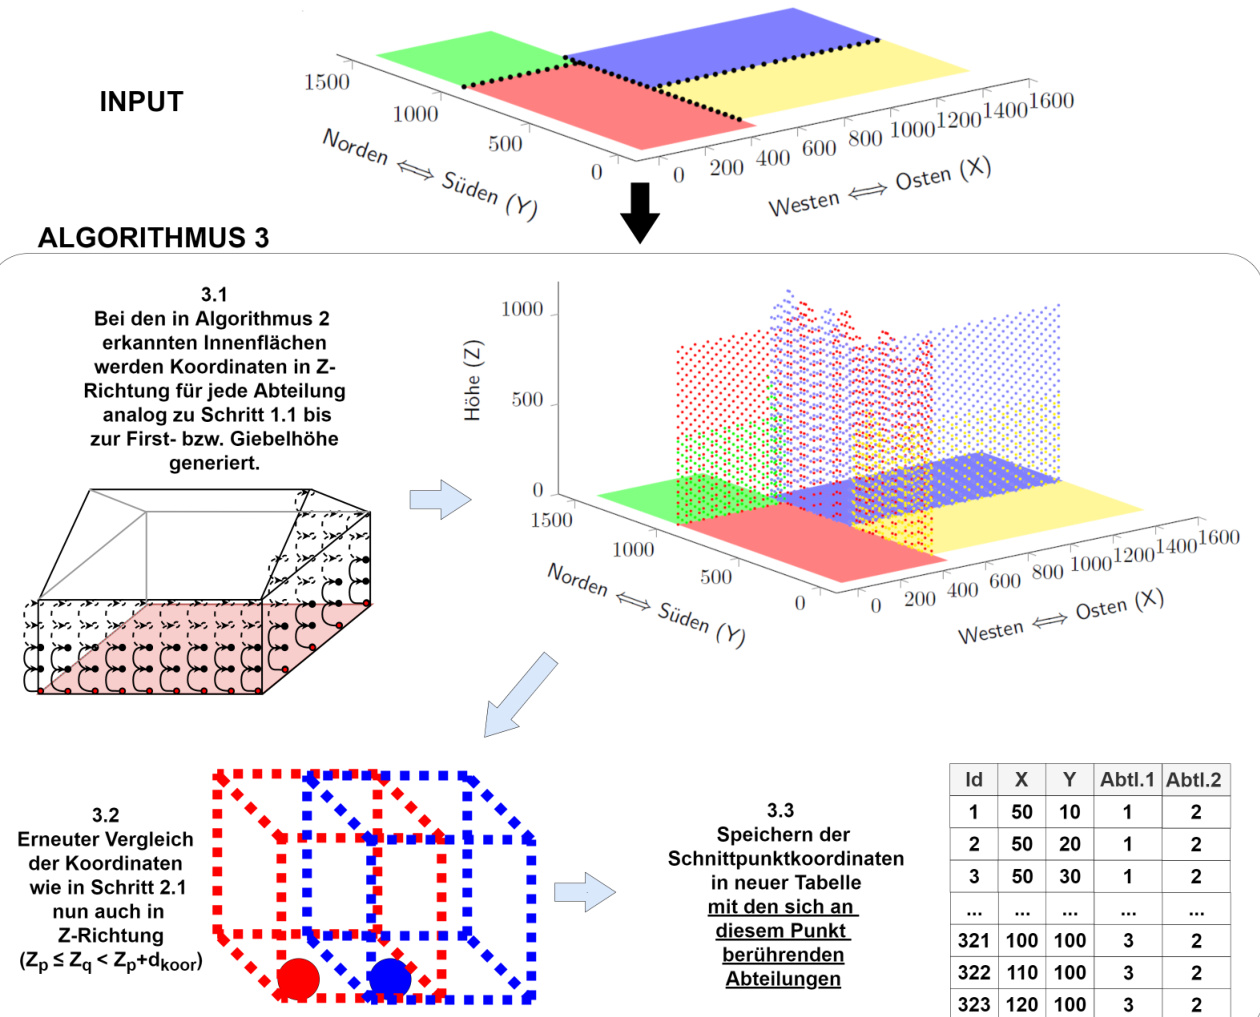 INPUT
1500
1000
500
0
0
200
400
600
800
1000
1200
1400
1600
Norden ⟺ Süden (Y)
Westen ⟺ Osten (X)
ALGORITHMUS 3
3.1
Bei den in Algorithmus 2
erkannten Innenflächen
werden Koordinaten in Z-
Richtung für jede Abteilung
analog zu Schritt 1.1 bis
zur First- bzw. Giebelhöhe
generiert.
Höhe (Z)
1000
500
0
1500
1000
500
0
0
200
400
600
800
1000
1200
1400
1600
Norden ⟺ Süden (Y)
Westen ⟺ Osten (X)
3.2
Erneuter Vergleich
der Koordinaten
wie in Schritt 2.1
nun auch in
Z-Richtung
(Zp ≤ Zq < Zp+dkoor)
3.3
Speichern der
Schnittpunktkoordinaten
in neuer Tabelle
mit den sich an
diesem Punkt
berührenden
Abteilungen
Id X Y Abtl.1 Abtl.2
1 50 10 1 2
2 50 20 1 2
3 50 30 1 2
... ... ... ... ...
321 100 100 3 2
322 110 100 3 2
323 120 100 3 2